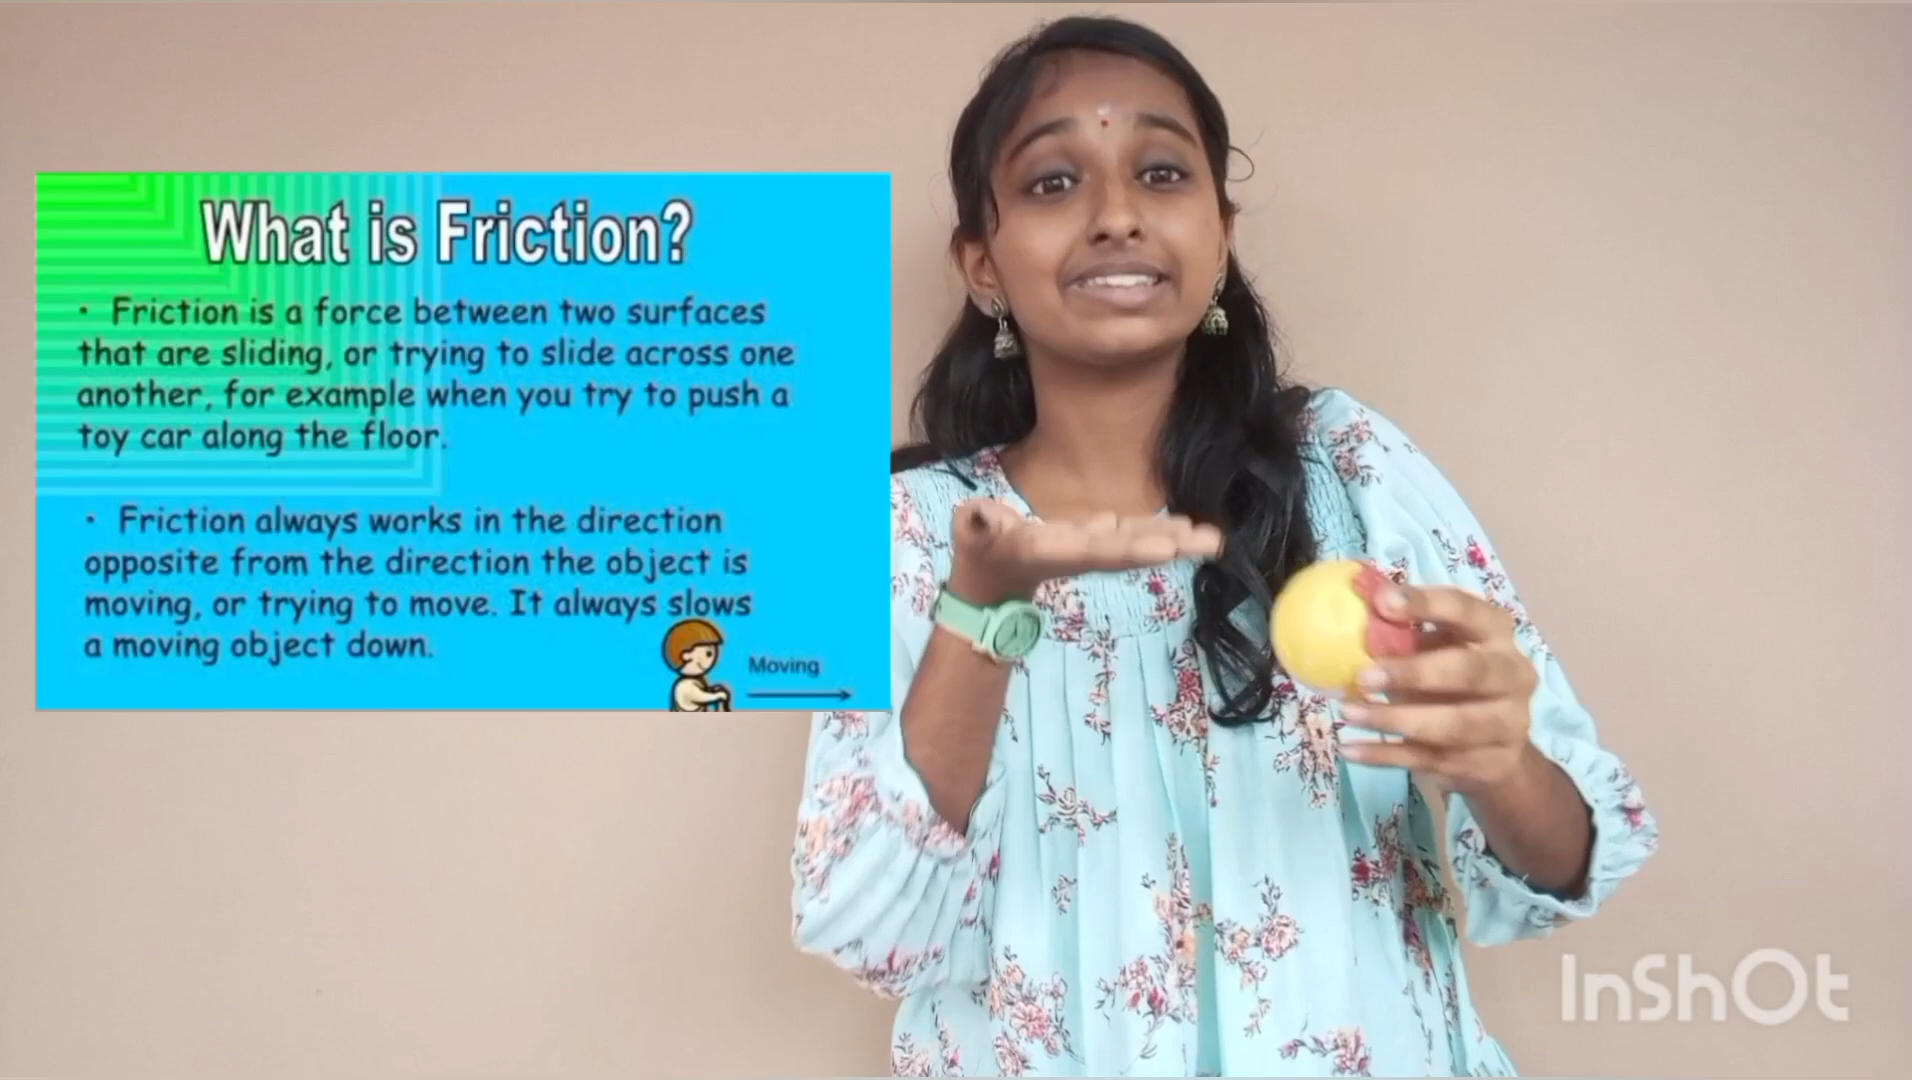 What is Friction?
• Friction is a force between two surfaces
that are sliding, or trying to slide across one
another, for example when you try to push a
toy car along the floor.
• Friction always works in the direction
opposite from the direction the object is
moving, or trying to move. It always slows
a moving object down.
Moving
InShOt